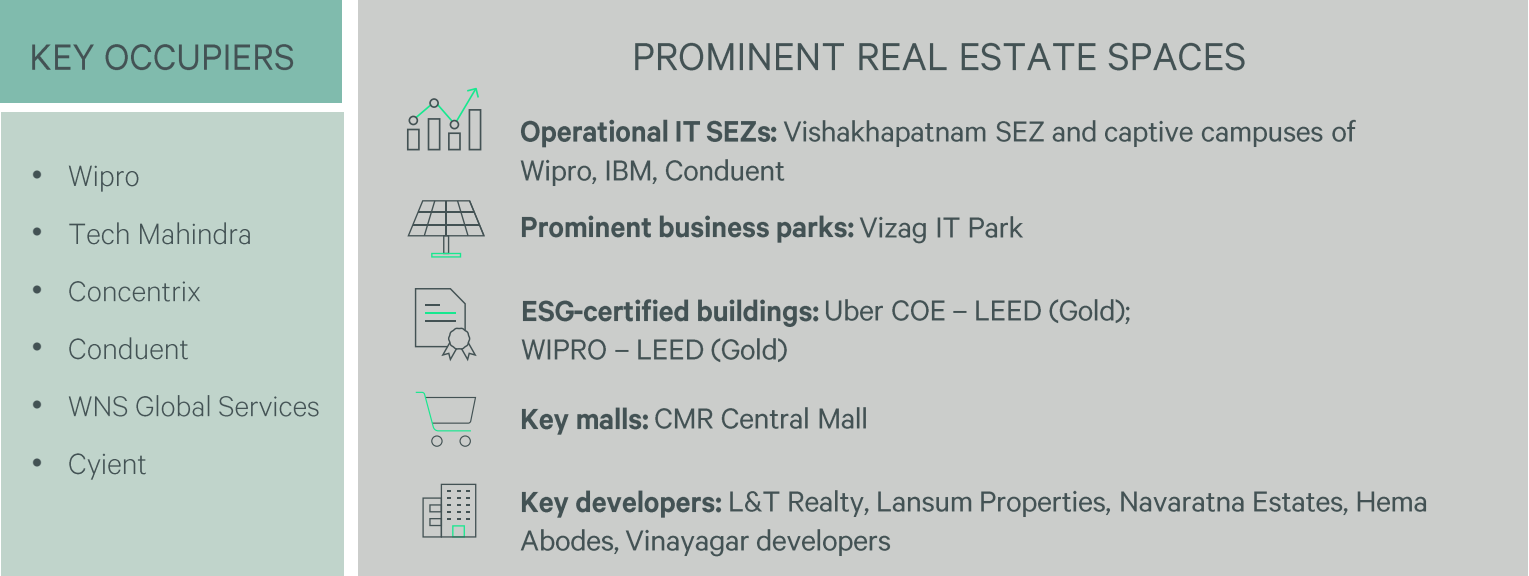 KEY OCCUPIERS
• Wipro
• Tech Mahindra
• Concentrix
• Conduent
• WNS Global Services
• Cyient
PROMINENT REAL ESTATE SPACES
Operational IT SEZs: Vishakhapatnam SEZ and captive campuses of
Wipro, IBM, Conduent
Prominent business parks: Vizag IT Park
ESG-certified buildings: Uber COE – LEED (Gold);
WIPRO – LEED (Gold)
Key malls: CMR Central Mall
Key developers: L&T Realty, Lansum Properties, Navaratna Estates, Hema
Abodes, Vinayagar developers